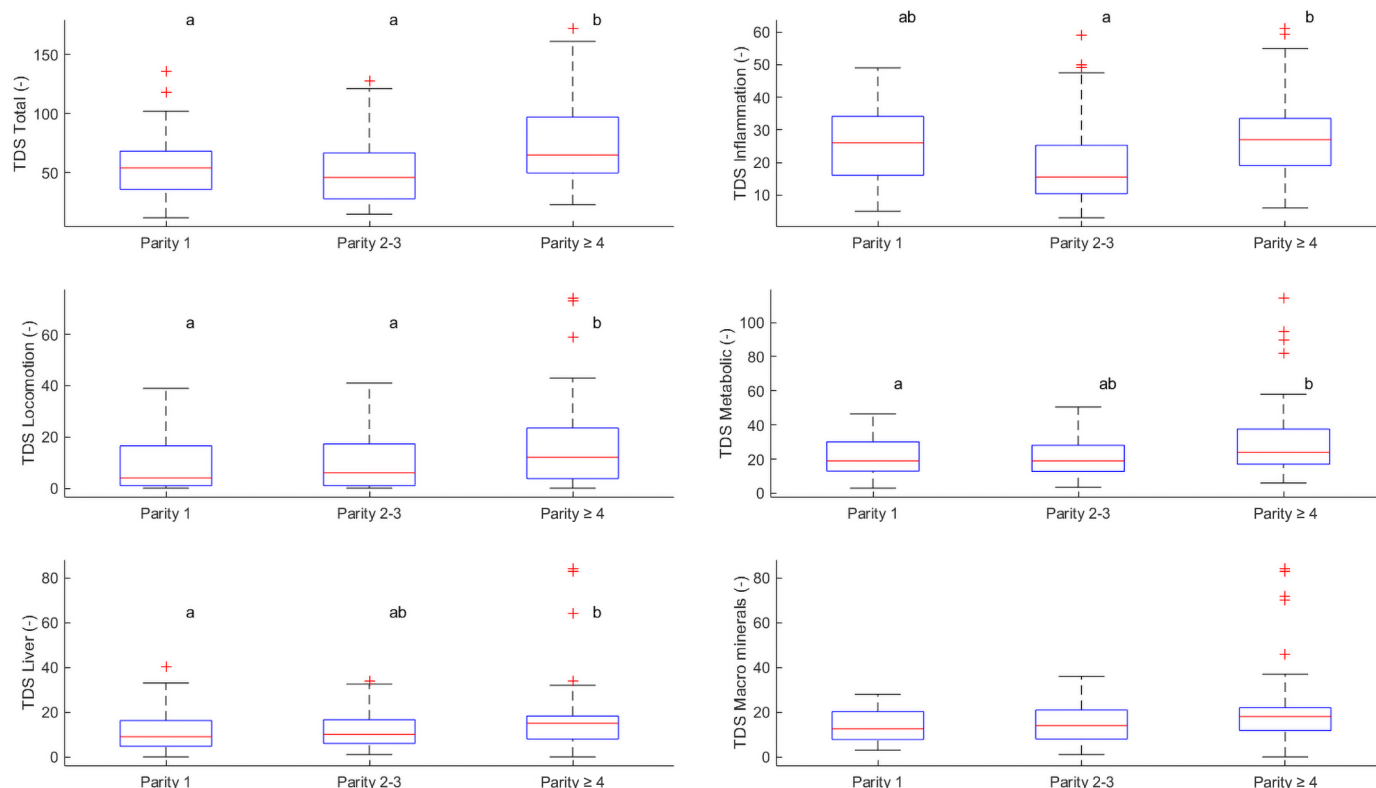 a a b
TDS Total (-)
150
100
50
Parity 1 Parity 2-3 Parity ≥ 4
ab a b
TDS Inflammation (-)
60
50
40
30
20
10
Parity 1 Parity 2-3 Parity ≥ 4
a a b
TDS Locomotion (-)
60
40
20
0
Parity 1 Parity 2-3 Parity ≥ 4
TDS Metabolic (-)
100
80
60
40
20
0
a ab b
Parity 1 Parity 2-3 Parity ≥ 4
TDS Liver (-)
80
60
40
20
0
a ab b
Parity 1 Parity 2-3 Parity ≥ 4
TDS Macro minerals (-)
80
60
40
20
0
Parity 1 Parity 2-3 Parity ≥ 4